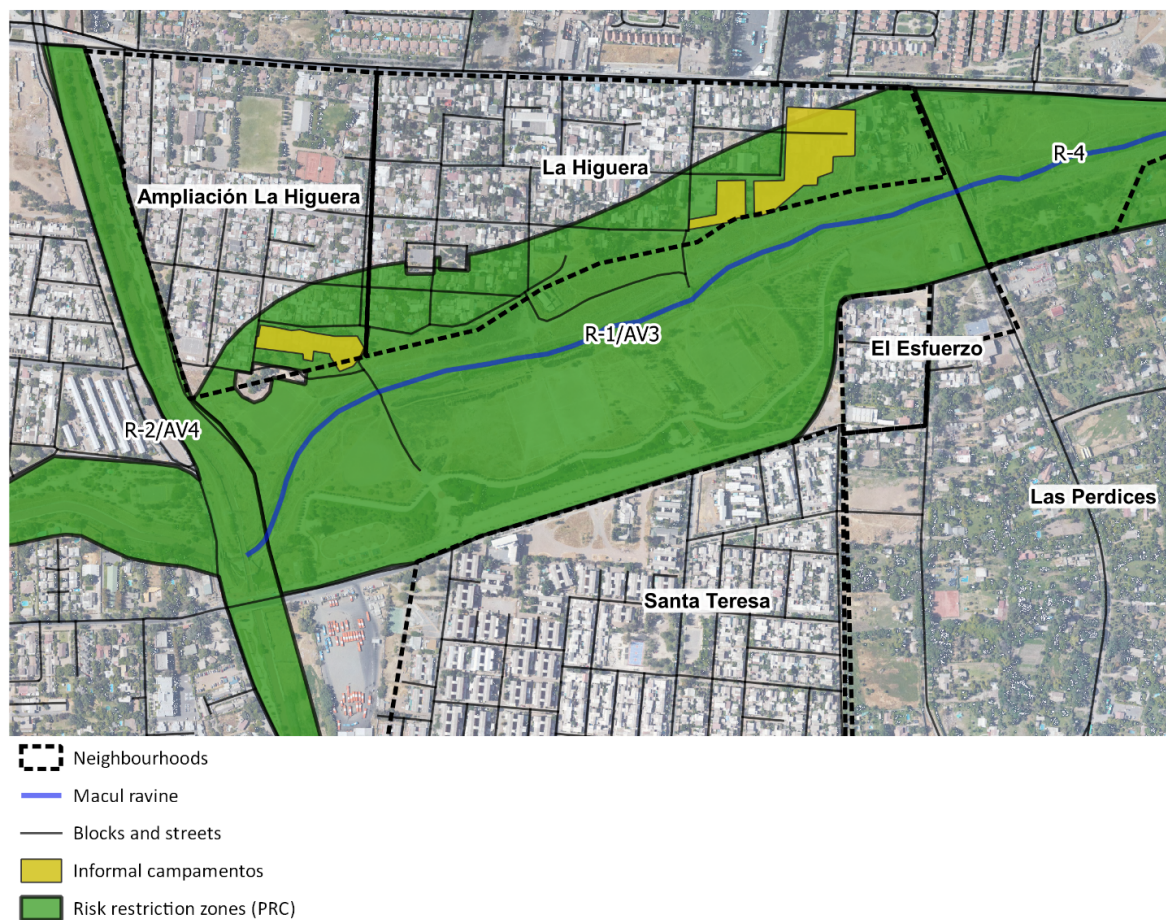 R-4
La Higuera
Ampliación La Higuera
R-1/AV3
El Esfuerzo
R-2/AV4
Las Perdices
Santa Teresa
Neighbourhoods
Macul ravine
Blocks and streets
Informal campamentos
Risk restriction zones (PRC)